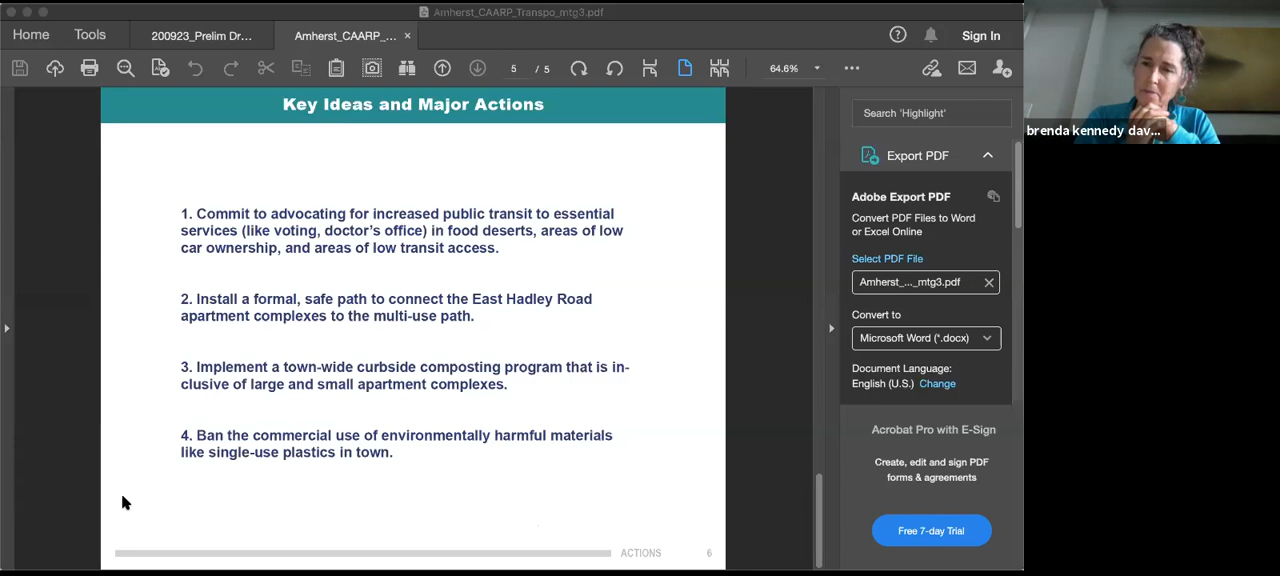 Amherst_CAARP_Transpo_mtg3.pdf
Home Tools 200923_Prelim Dr... Amherst_CAARP_... × Sign In
5 / 5 64.6%
Key Ideas and Major Actions
1. Commit to advocating for increased public transit to essential
services (like voting, doctor's office) in food deserts, areas of low
car ownership, and areas of low transit access.
2. Install a formal, safe path to connect the East Hadley Road
apartment complexes to the multi-use path.
3. Implement a town-wide curbside composting program that is in-
clusive of large and small apartment complexes.
4. Ban the commercial use of environmentally harmful materials
like single-use plastics in town.
ACTIONS 6
Search 'Highlight'
Export PDF
Adobe Export PDF
Convert PDF Files to Word
or Excel Online
Select PDF File
Amherst_..._mtg3.pdf
Convert to
Microsoft Word (*.docx)
Document Language:
English (U.S.) Change
Acrobat Pro with E-Sign
Create, edit and sign PDF
forms & agreements
Free 7-day Trial
brenda kennedy dav...